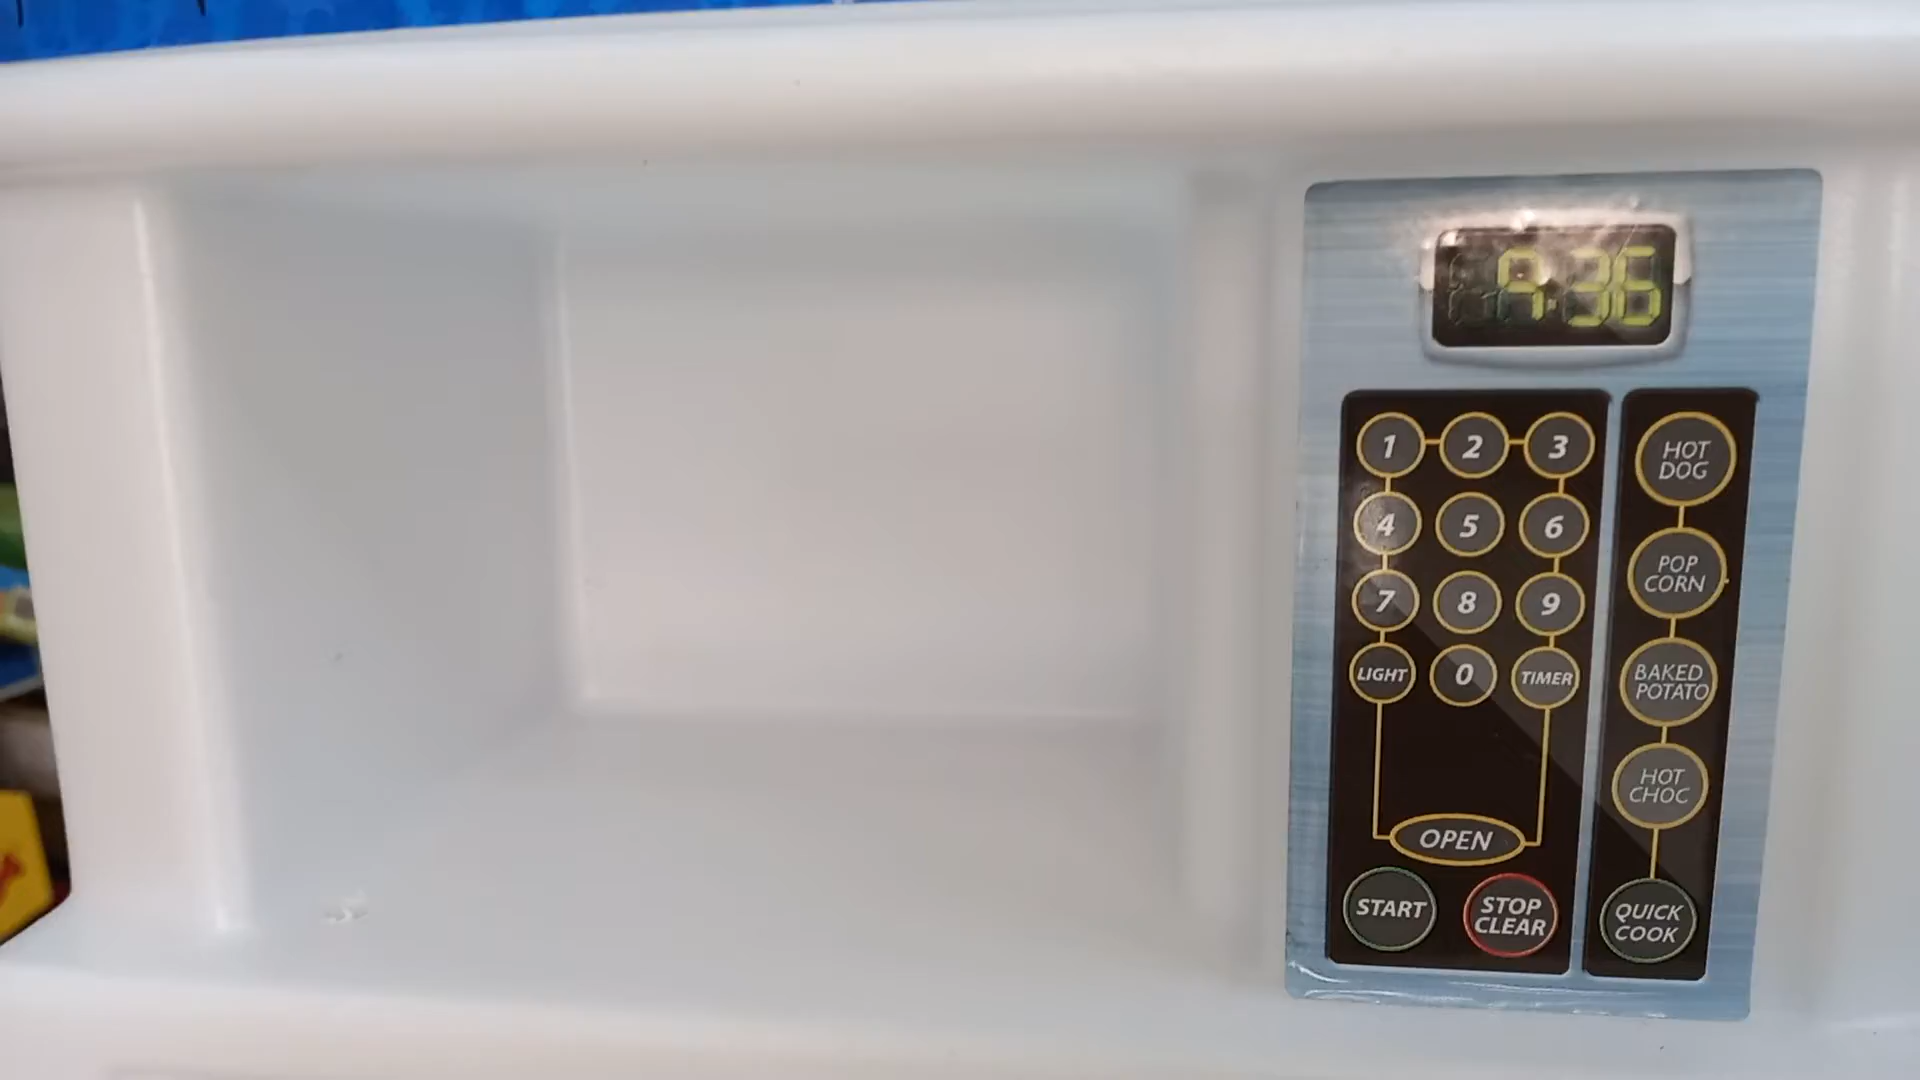 9:36
1 2 3
4 5 6
7 8 9
LIGHT 0 TIMER
OPEN
START
STOP
CLEAR
HOT
DOG
POP
CORN
BAKED
POTATO
HOT
CHOC
QUICK
COOK